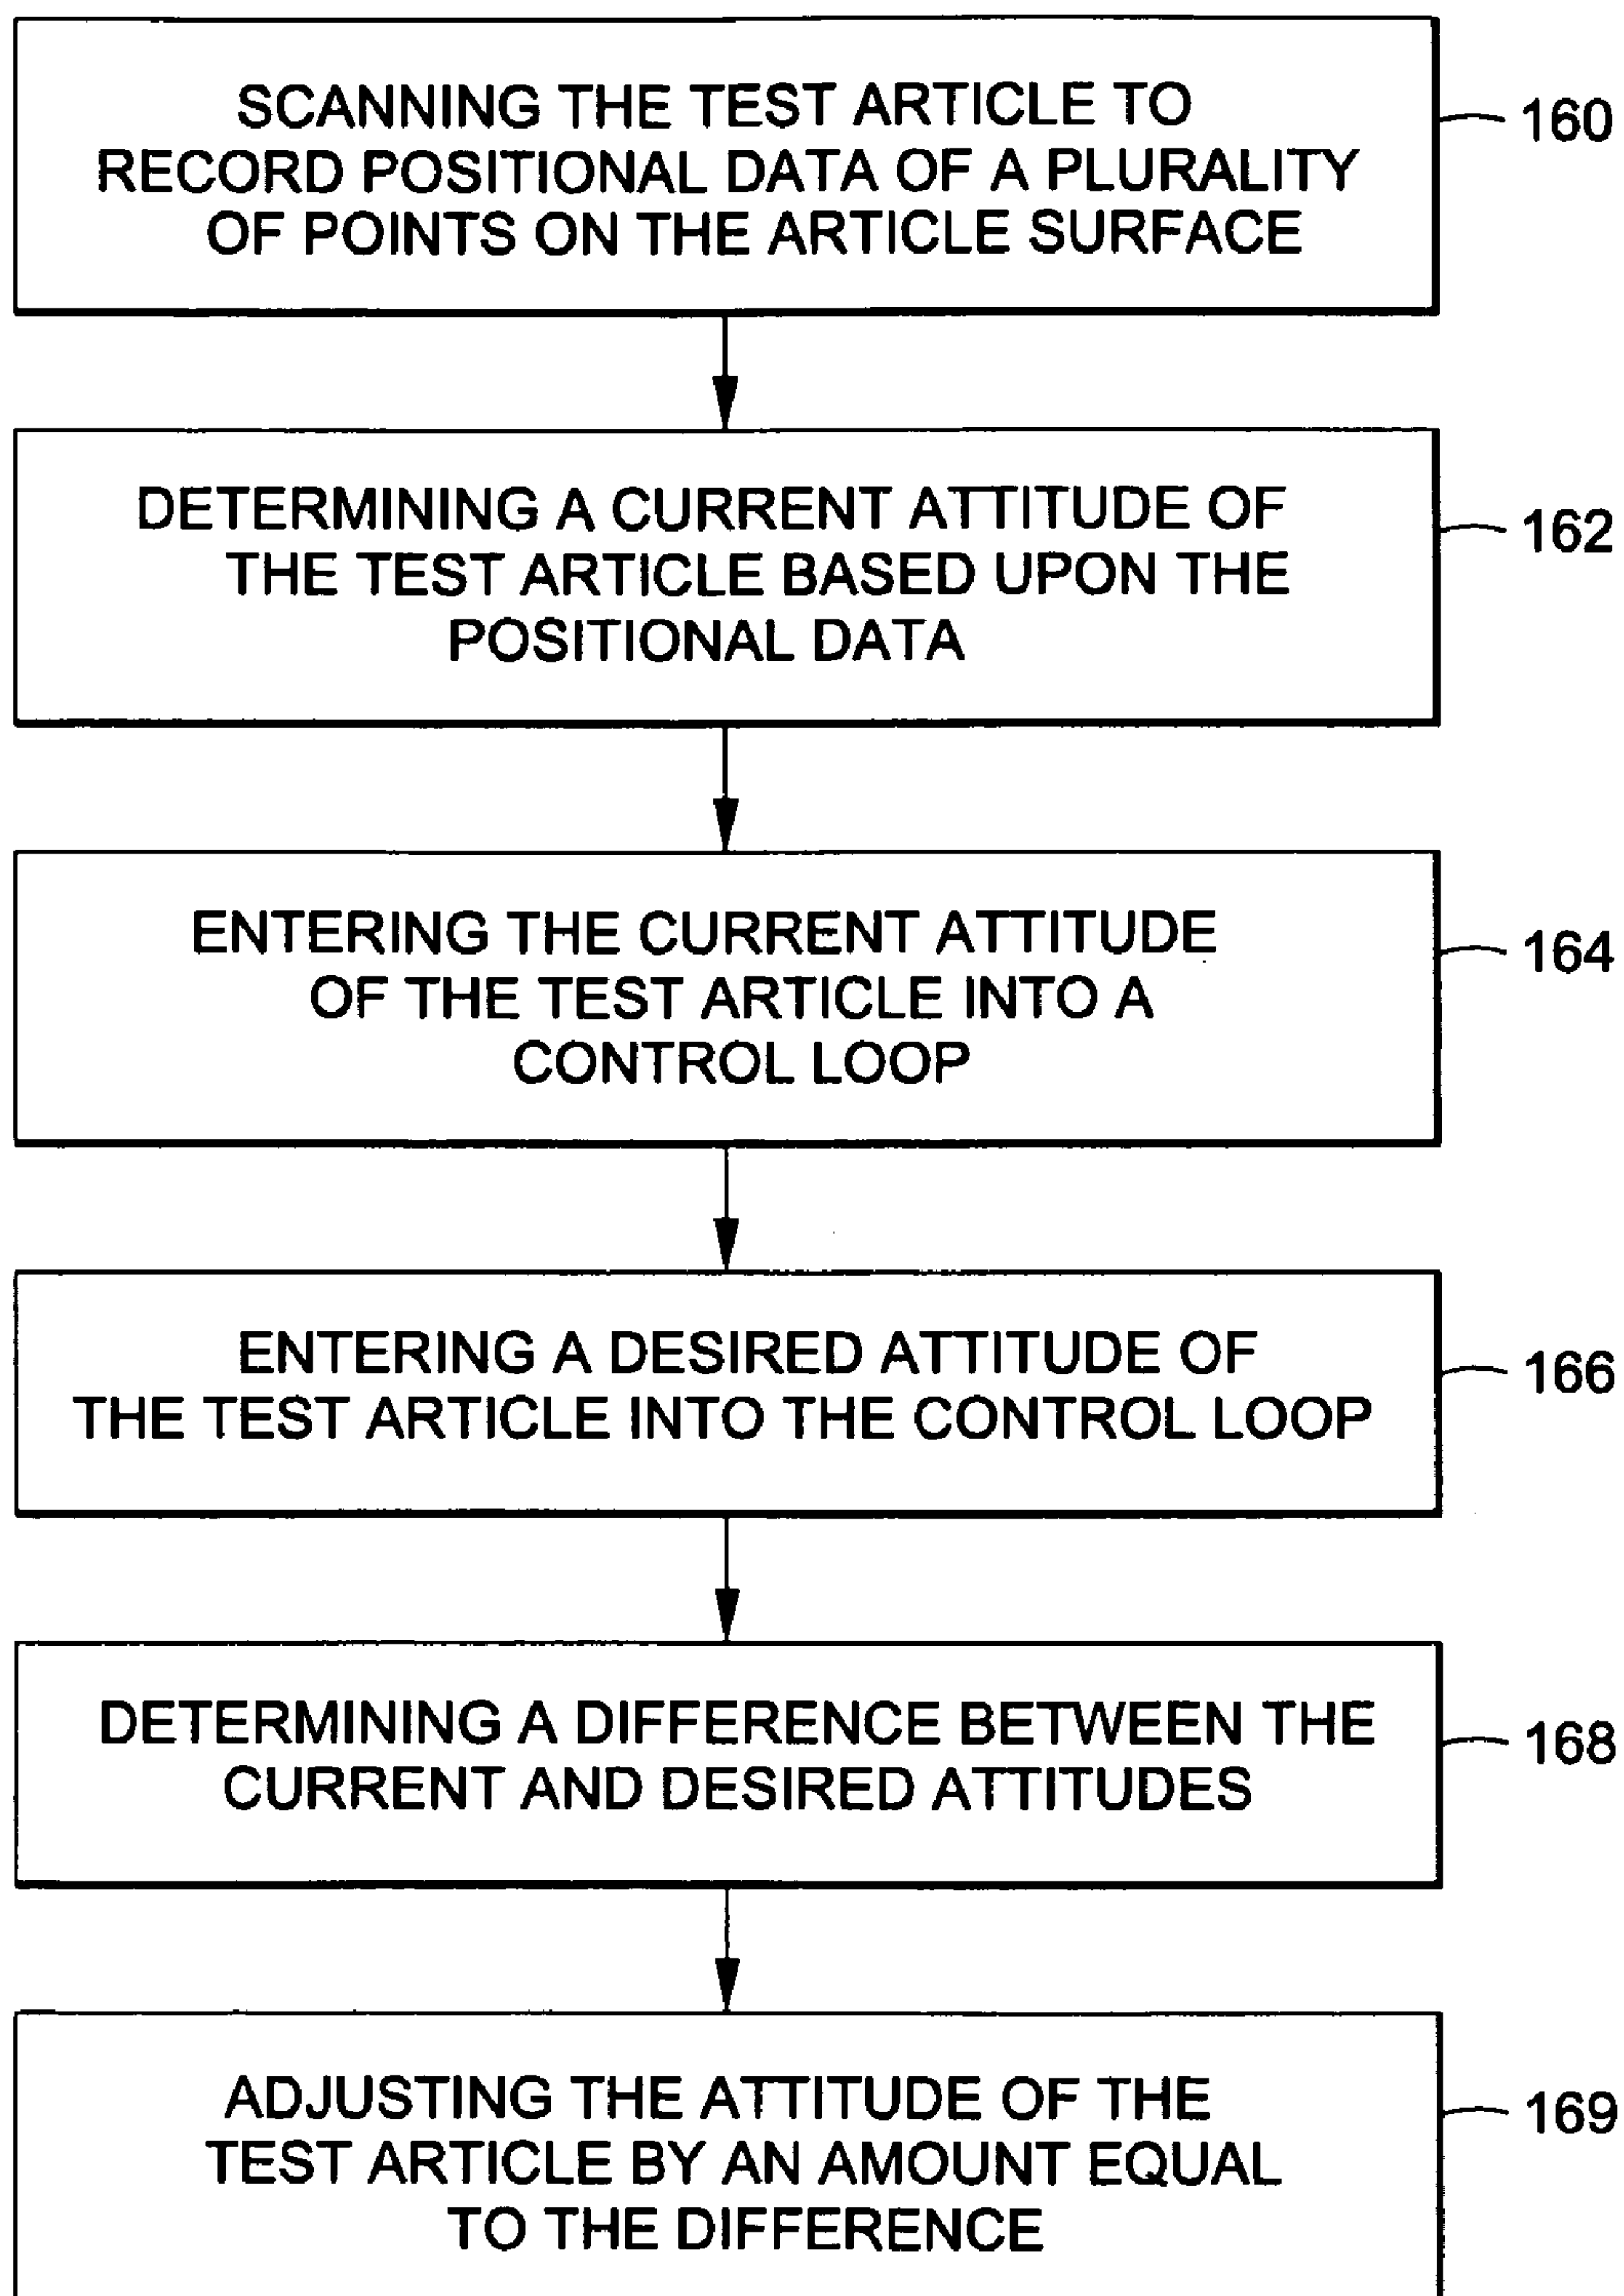 SCANNING THE TEST ARTICLE TO
RECORD POSITIONAL DATA OF A PLURALITY
OF POINTS ON THE ARTICLE SURFACE
160
DETERMINING A CURRENT ATTITUDE OF
THE TEST ARTICLE BASED UPON THE
POSITIONAL DATA
162
ENTERING THE CURRENT ATTITUDE
OF THE TEST ARTICLE INTO A
CONTROL LOOP
164
ENTERING A DESIRED ATTITUDE OF
THE TEST ARTICLE INTO THE CONTROL LOOP
166
DETERMINING A DIFFERENCE BETWEEN THE
CURRENT AND DESIRED ATTITUDES
168
ADJUSTING THE ATTITUDE OF THE
TEST ARTICLE BY AN AMOUNT EQUAL
TO THE DIFFERENCE
169